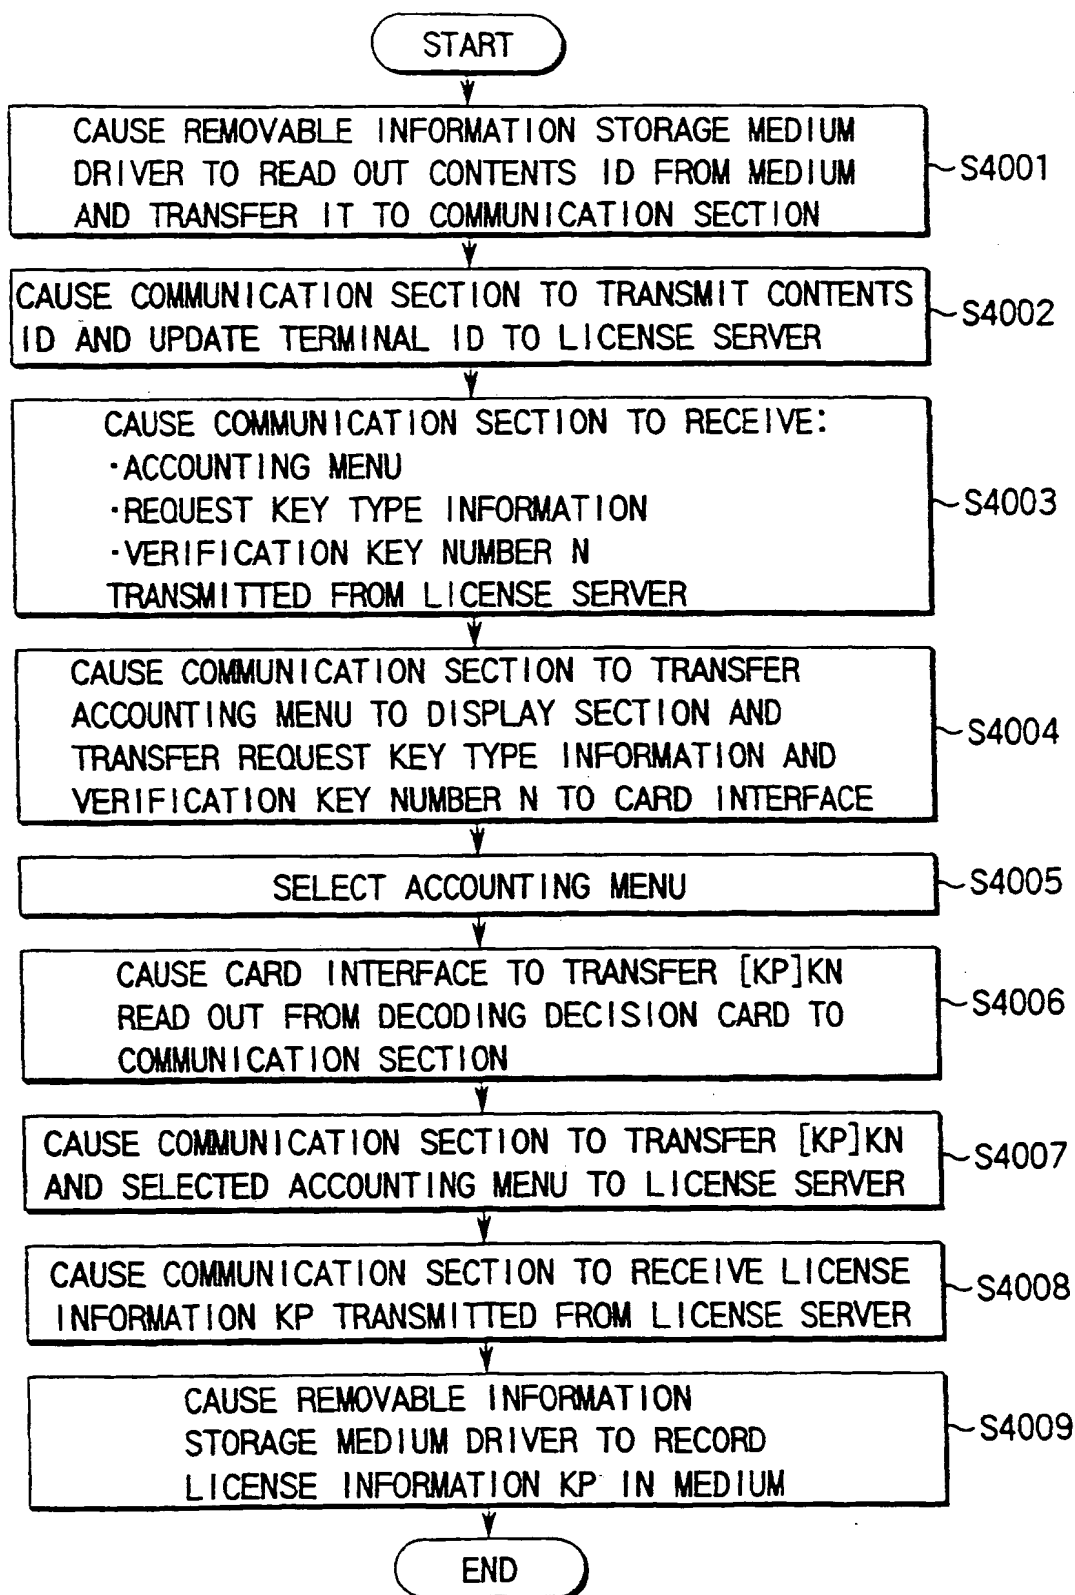 START
CAUSE REMOVABLE INFORMATION STORAGE MEDIUM
DRIVER TO READ OUT CONTENTS ID FROM MEDIUM
AND TRANSFER IT TO COMMUNICATION SECTION
S4001
CAUSE COMMUNICATION SECTION TO TRANSMIT CONTENTS
ID AND UPDATE TERMINAL ID TO LICENSE SERVER
S4002
CAUSE COMMUNICATION SECTION TO RECEIVE:
·ACCOUNTING MENU
·REQUEST KEY TYPE INFORMATION
·VERIFICATION KEY NUMBER N
TRANSMITTED FROM LICENSE SERVER
S4003
CAUSE COMMUNICATION SECTION TO TRANSFER
ACCOUNTING MENU TO DISPLAY SECTION AND
TRANSFER REQUEST KEY TYPE INFORMATION AND
VERIFICATION KEY NUMBER N TO CARD INTERFACE
S4004
SELECT ACCOUNTING MENU
S4005
CAUSE CARD INTERFACE TO TRANSFER [KP]KN
READ OUT FROM DECODING DECISION CARD TO
COMMUNICATION SECTION
S4006
CAUSE COMMUNICATION SECTION TO TRANSFER [KP]KN
AND SELECTED ACCOUNTING MENU TO LICENSE SERVER
S4007
CAUSE COMMUNICATION SECTION TO RECEIVE LICENSE
INFORMATION KP TRANSMITTED FROM LICENSE SERVER
S4008
CAUSE REMOVABLE INFORMATION
STORAGE MEDIUM DRIVER TO RECORD
LICENSE INFORMATION KP IN MEDIUM
S4009
END